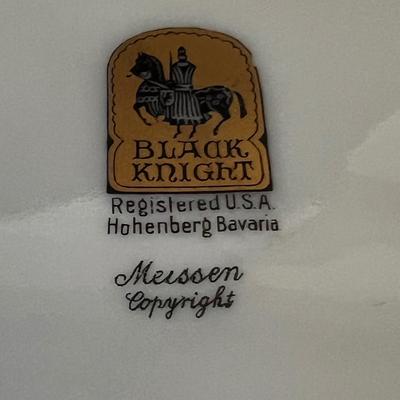 BLACK
KNIGHT
Registered U.S.A.
Hohenberg Bavaria
Meissen
Copyright